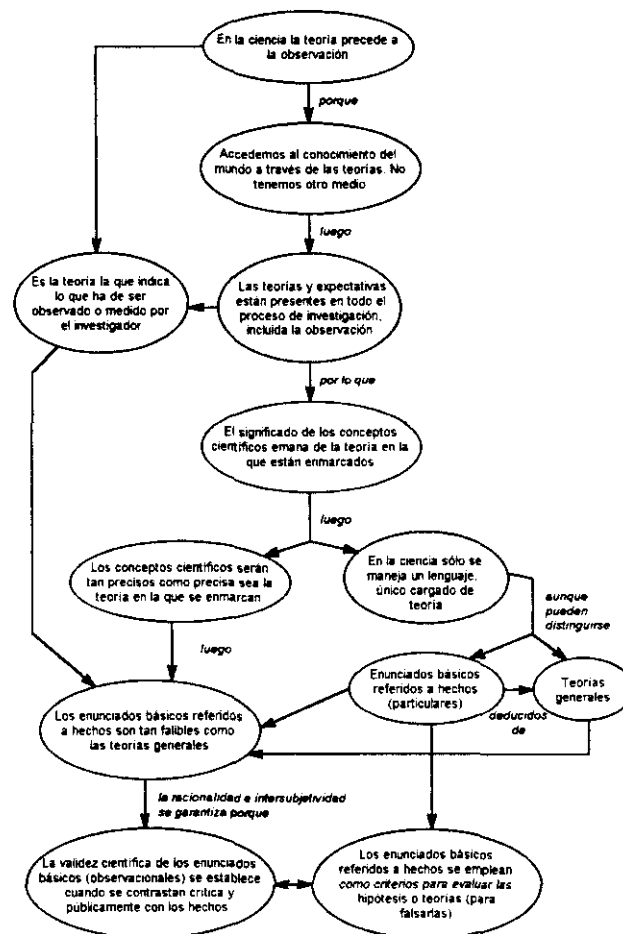 En la ciencia la teoría precede a
la observación
porque
Accedemos al conocimiento del
mundo a través de las teorías. No
tenemos otro medio
luego
Es la teoría la que indica
lo que ha de ser
observado o medido por
el investigador
Las teorías y expectativas
están presentes en todo el
proceso de investigación,
incluida la observación
por lo que
El significado de los conceptos
científicos emana de la teoría en la
que están enmarcados
luego
Los conceptos científicos serán
tan precisos como precisa sea la
teoría en la que se enmarcan
En la ciencia sólo se
maneja un lenguaje,
único cargado de
teoría
aunque
pueden
distinguirse
luego
Enunciados básicos
referidos a hechos
(particulares)
Teorías
generales
deducidos
de
Los enunciados básicos referidos
a hechos son tan falibles como
las teorías generales
la racionalidad e intersubjetividad
se garantiza porque
La validez científica de los enunciados
básicos (observacionales) se establece
cuando se contrastan crítica y
públicamente con los hechos
Los enunciados básicos
referidos a hechos se emplean
como criterios para evaluar las
hipótesis o teorías (para
falsarlas)